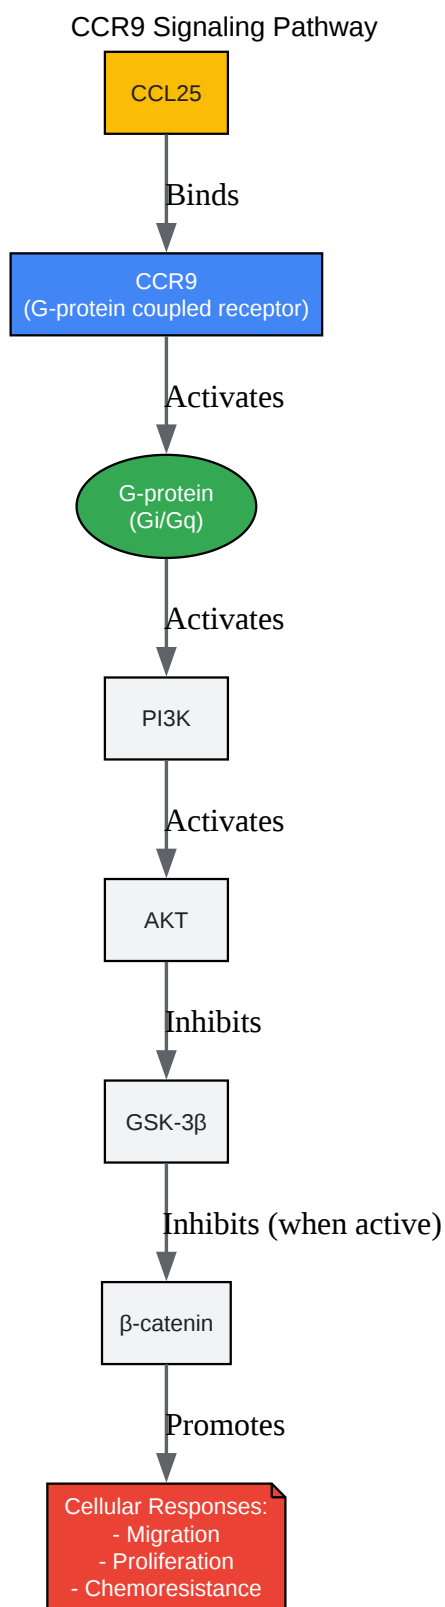 CCR9 Signaling Pathway
CCL25
Binds
CCR9
(G-protein coupled receptor)
Activates
G-protein
(Gi/Gq)
Activates
PI3K
Activates
AKT
Inhibits
GSK-3β
Inhibits (when active)
β-catenin
Promotes
Cellular Responses:
- Migration
- Proliferation
- Chemoresistance